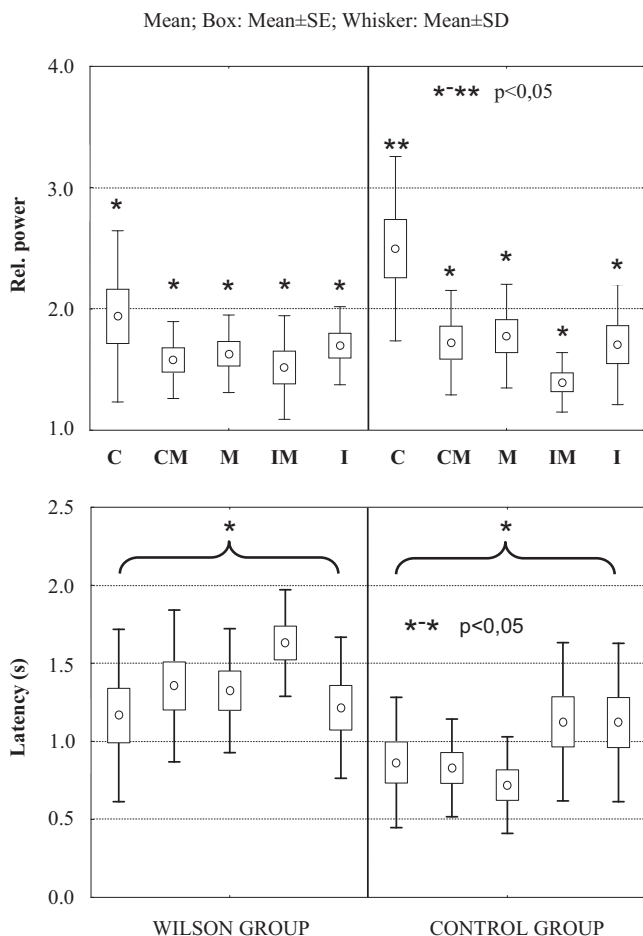 Mean; Box: Mean±SE; Whisker: Mean±SD
4.0
*-** p<0,05
**
3.0
*
* * * *
* * * *
Rel. power
2.0
1.0
C CM M IM I C CM M IM I
2.5
* *
2.0
*-* p<0,05
1.5
Latency (s)
1.0
0.5
0.0
WILSON GROUP CONTROL GROUP